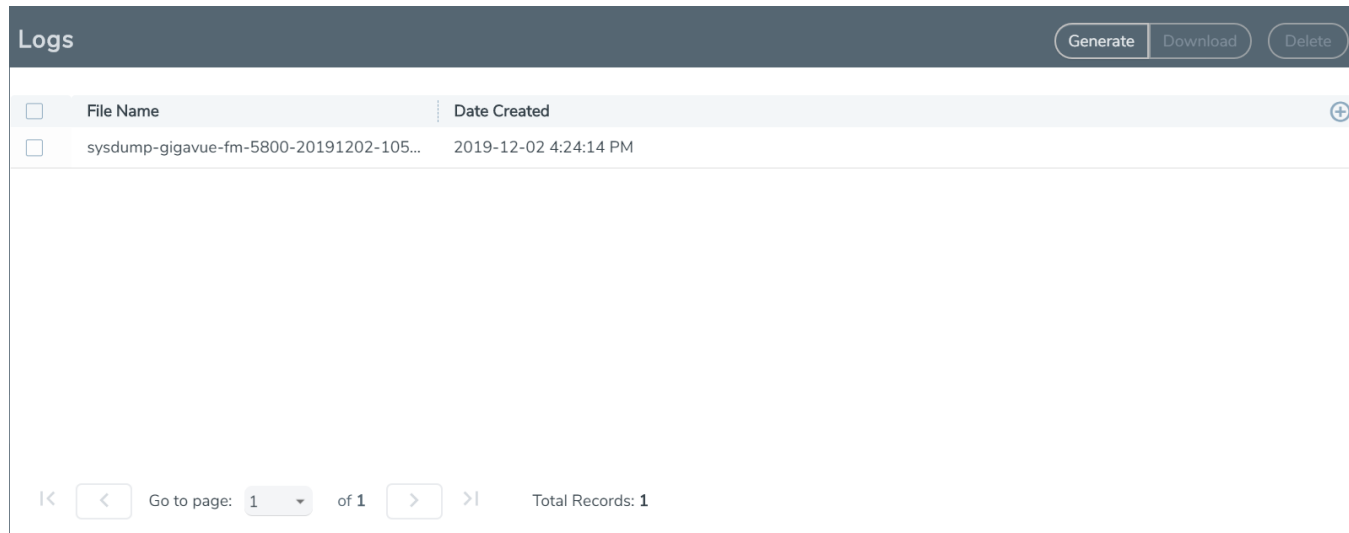 Logs Generate Download Delete
File Name Date Created
sysdump-gigavue-fm-5800-20191202-105... 2019-12-02 4:24:14 PM
Go to page: 1 of 1 Total Records: 1